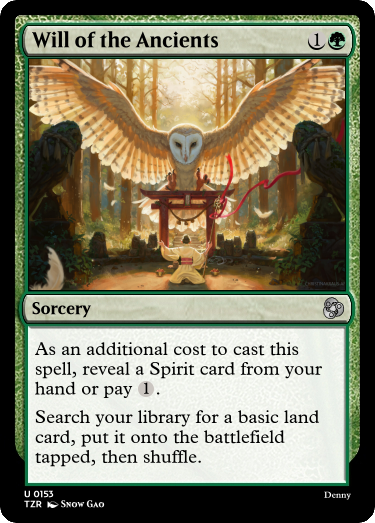 Will of the Ancients 1
Sorcery
As an additional cost to cast this
spell, reveal a Spirit card from your
hand or pay 1.
Search your library for a basic land
card, put it onto the battlefield
tapped, then shuffle.
U 0153
TZR Snow Gao
Denny